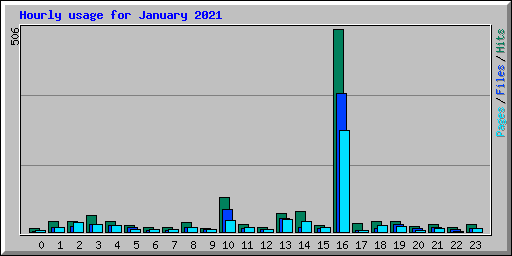 Hourly usage for January 2021
506
Pages/Files/Hits
0 1 2 3 4 5 6 7 8 9 10 11 12 13 14 15 16 17 18 19 20 21 22 23